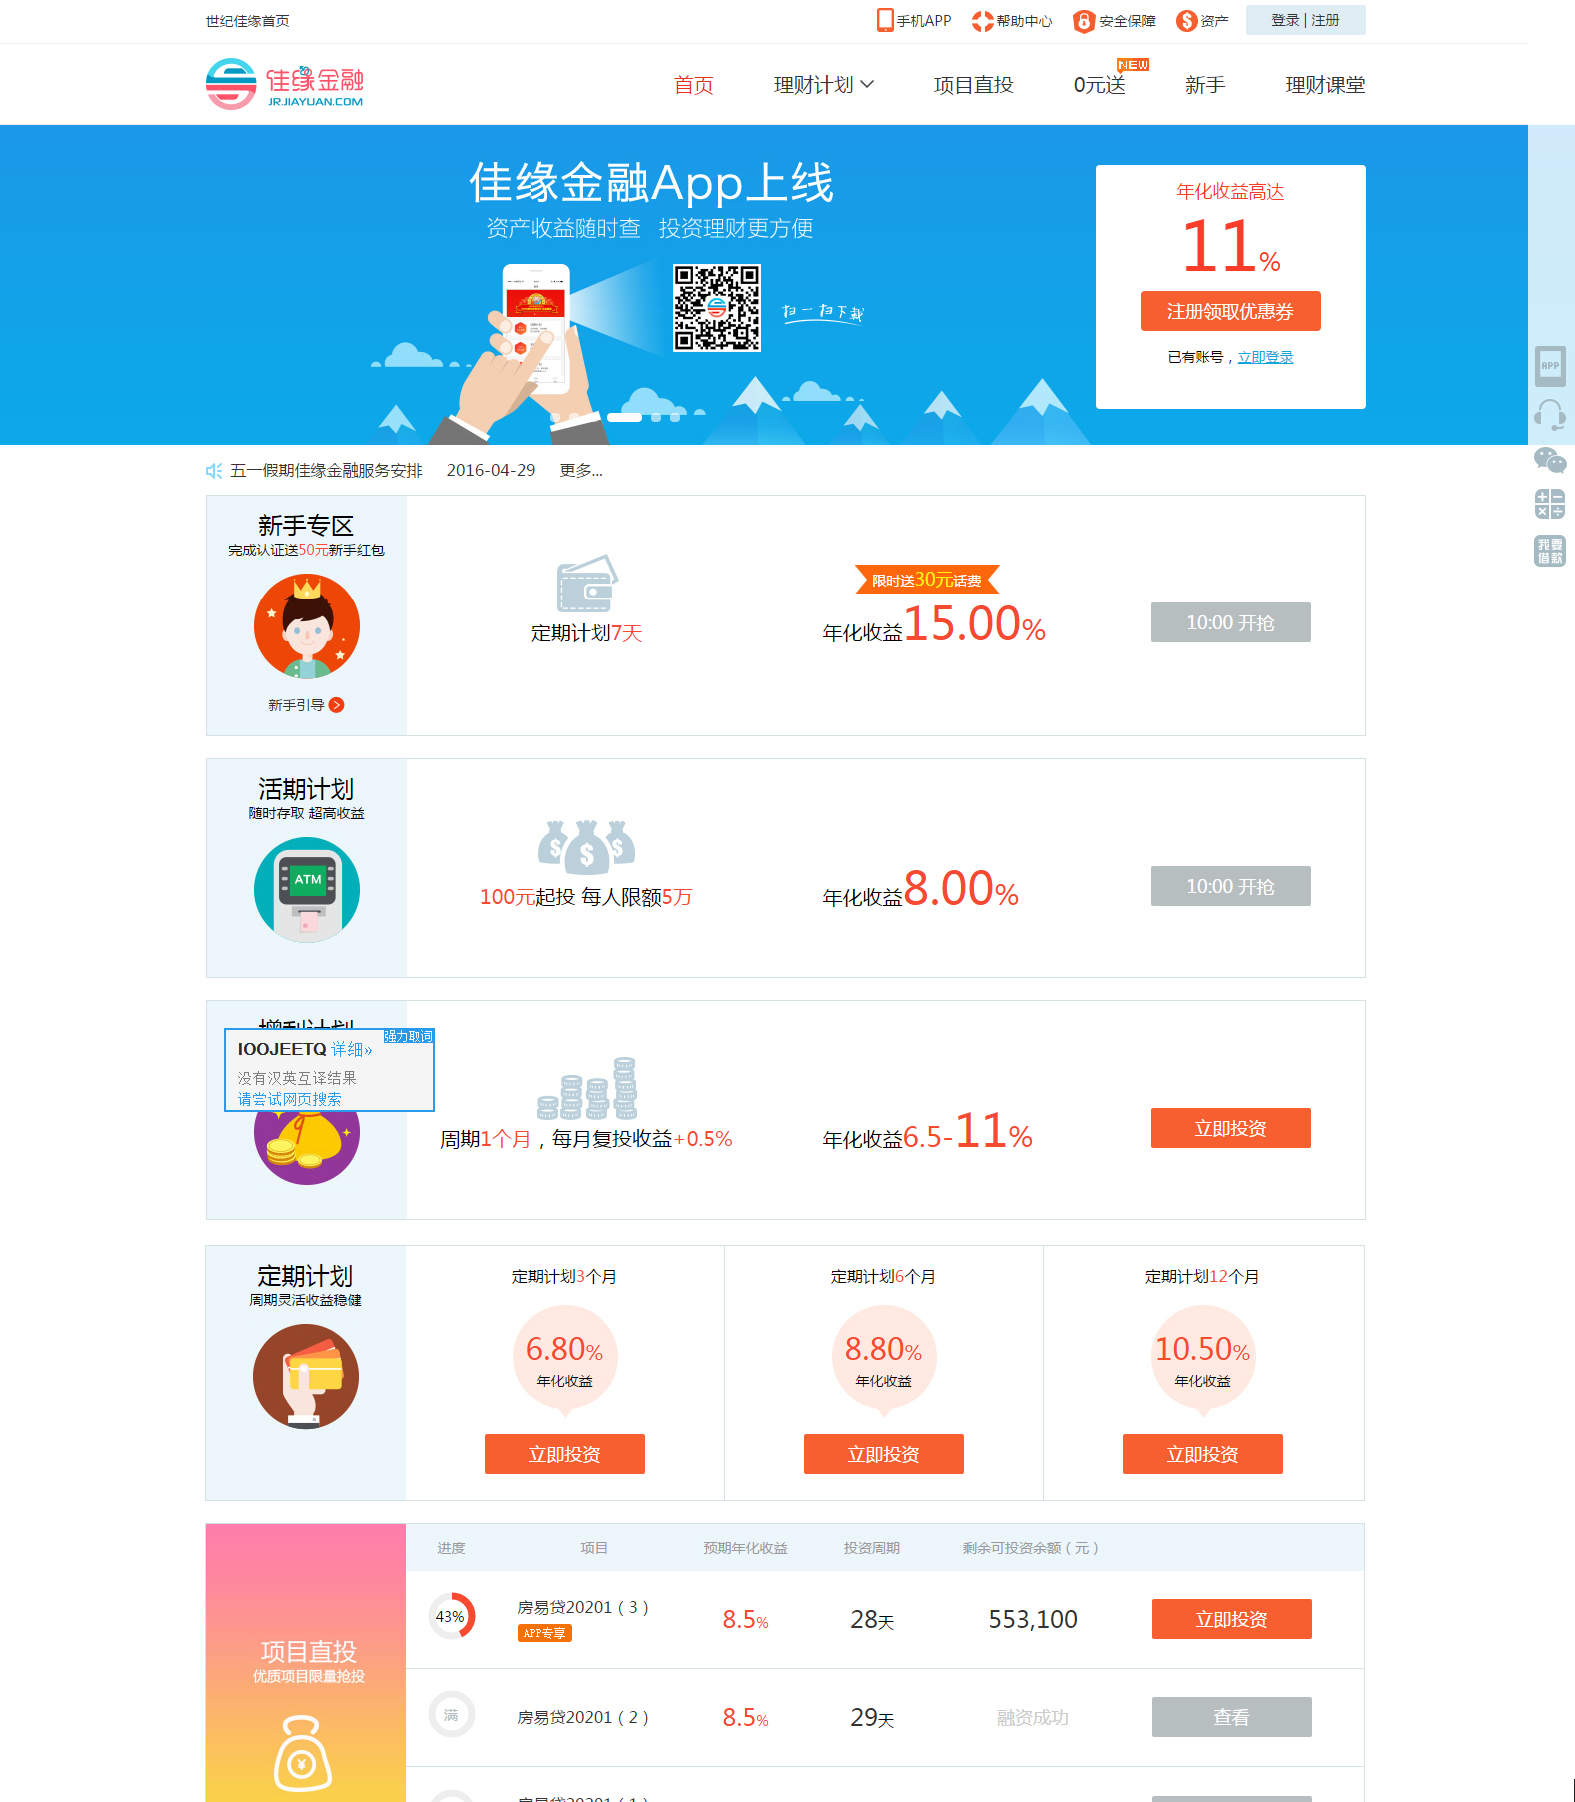 世纪佳缘首页
手机APP 帮助中心 安全保障 资产 登录 | 注册
佳缘金融
JR.JIAYUAN.COM
首页 理财计划 项目直投 0元送 NEW 新手 理财课堂
佳缘金融App上线
资产收益随时查 投资理财更方便
扫一扫下载
年化收益高达
11%
注册领取优惠券
已有账号，立即登录
APP
我要
借款
五一假期佳缘金融服务安排 2016-04-29 更多...
新手专区
完成认证送50元新手红包
新手引导
定期计划7天
限时送30元话费
年化收益15.00%
10:00 开抢
活期计划
随时存取 超高收益
ATM
100元起投 每人限额5万
年化收益8.00%
10:00 开抢
增利计划
强力取词
IOOJEETQ 详细»
没有汉英互译结果
请尝试网页搜索
周期1个月，每月复投收益+0.5%
年化收益6.5-11%
立即投资
定期计划
周期灵活收益稳健
定期计划3个月
6.80%
年化收益
立即投资
定期计划6个月
8.80%
年化收益
立即投资
定期计划12个月
10.50%
年化收益
立即投资
项目直投
优质项目限量抢投
进度 项目 预期年化收益 投资周期 剩余可投资余额（元）
43% 房易贷20201（3） 8.5% 28天 553,100 立即投资
APP专享
满 房易贷20201（2） 8.5% 29天 融资成功 查看
房易贷20201（1）